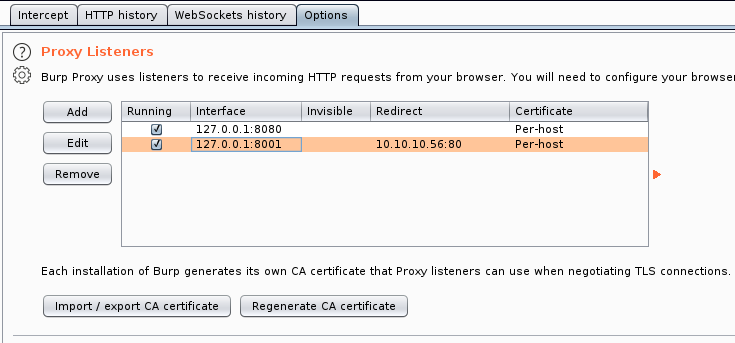 Intercept HTTP history WebSockets history Options
? Proxy Listeners
Burp Proxy uses listeners to receive incoming HTTP requests from your browser. You will need to configure your browser
Add
Edit
Remove
Running Interface Invisible Redirect Certificate
127.0.0.1:8080 Per-host
127.0.0.1:8001 10.10.10.56:80 Per-host
Each installation of Burp generates its own CA certificate that Proxy listeners can use when negotiating TLS connections.
Import / export CA certificate Regenerate CA certificate